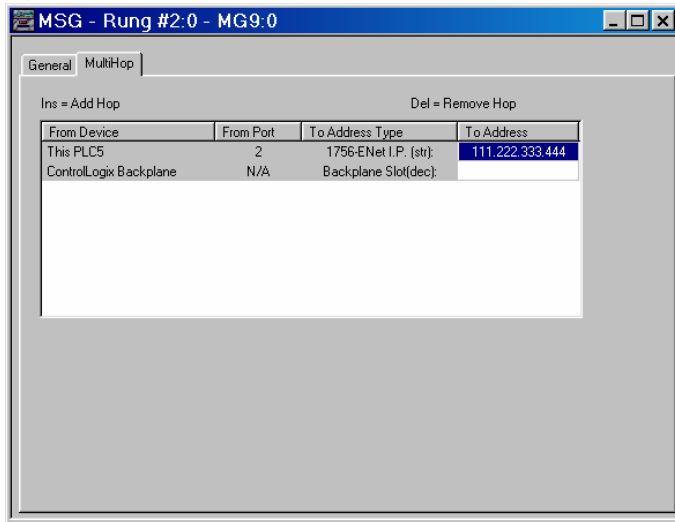 MSG - Rung #2:0 - MG9:0
General MultiHop
Ins = Add Hop Del = Remove Hop
From Device From Port To Address Type To Address
This PLC5 2 1756-ENet I.P. (str): 111.222.333.444
ControlLogix Backplane N/A Backplane Slot(dec):